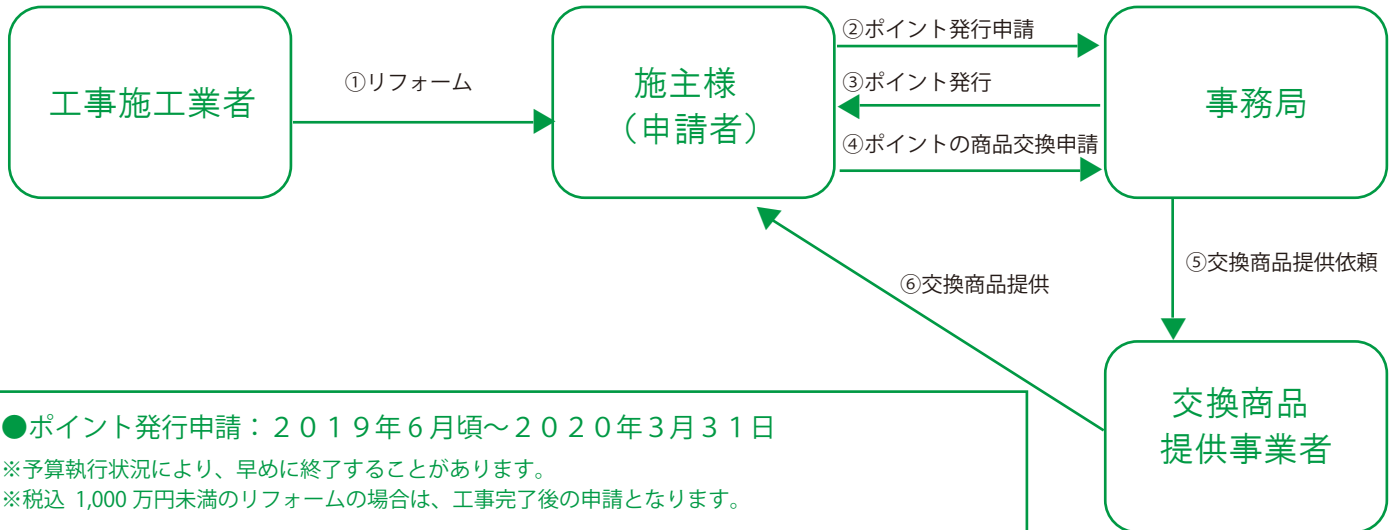 工事施工業者
①リフォーム
施主様
（申請者）
②ポイント発行申請
③ポイント発行
④ポイントの商品交換申請
事務局
⑤交換商品提供依頼
⑥交換商品提供
交換商品
提供事業者
●ポイント発行申請：２０１９年６月頃～２０２０年３月３１日
※予算執行状況により、早めに終了することがあります。
※税込 1,000 万円未満のリフォームの場合は、工事完了後の申請となります。